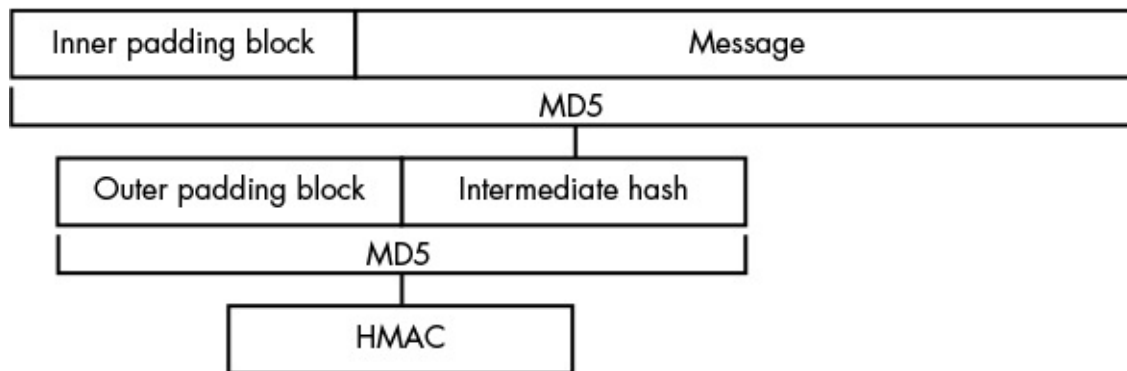 Inner padding block
Message
MD5
Outer padding block
Intermediate hash
MD5
HMAC